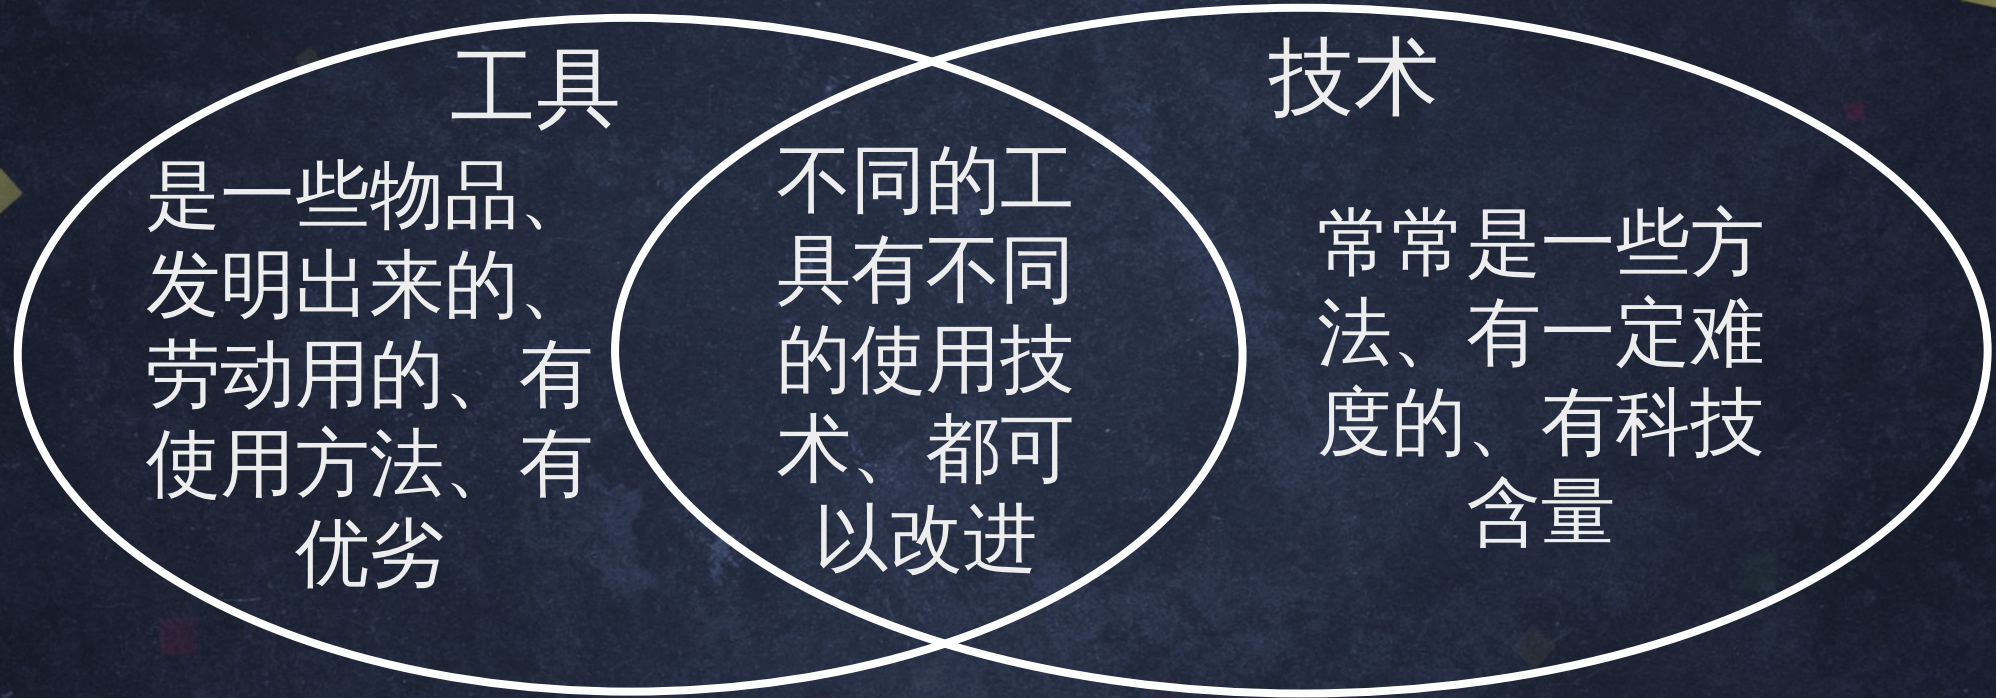 工具
是一些物品、
发明出来的、
劳动用的、有
使用方法、有
优劣
不同的工
具有不同
的使用技
术、都可
以改进
技术
常常是一些方
法、有一定难
度的、有科技
含量